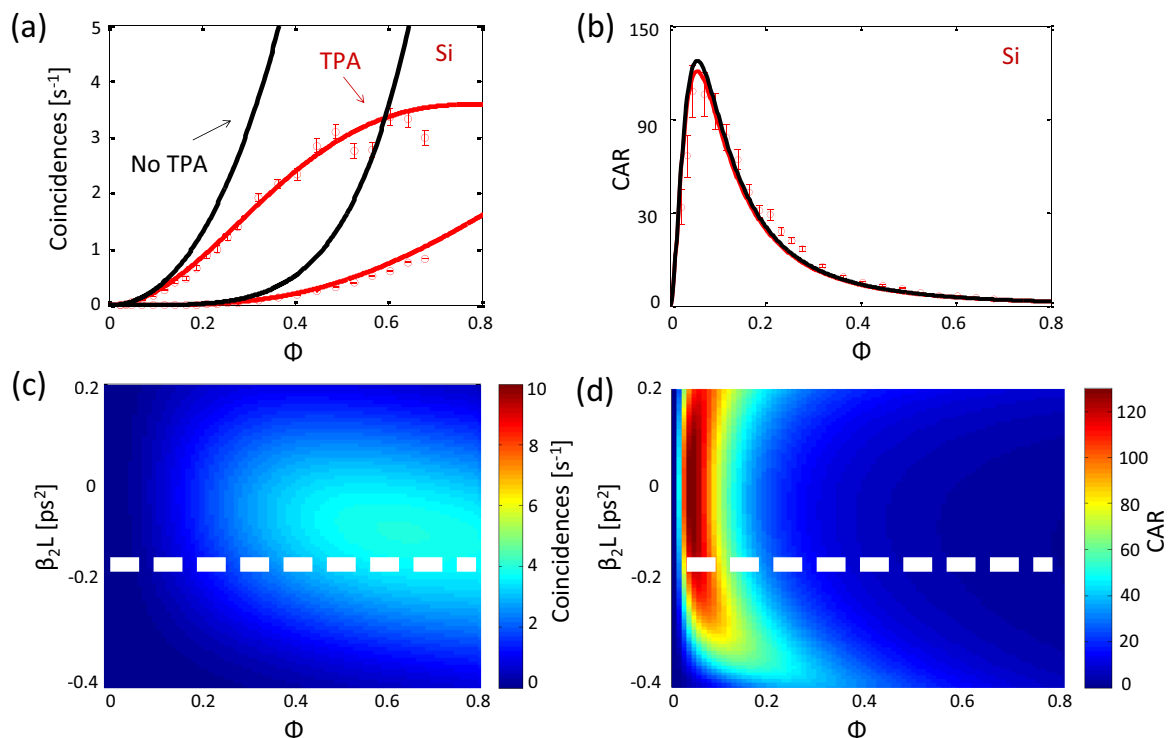 (a)
Si
TPA
No TPA
Coincidences [s⁻¹]
5
4
3
2
1
0
0 0.2 0.4 0.6 0.8
Φ
(b)
Si
CAR
150
90
30
0
0 0.2 0.4 0.6 0.8
Φ
(c)
β₂L [ps²]
0.2
0
-0.2
-0.4
0 0.2 0.4 0.6 0.8
Φ
10
8
6
4
2
0
Coincidences [s⁻¹]
(d)
β₂L [ps²]
0.2
0
-0.2
-0.4
0 0.2 0.4 0.6 0.8
Φ
120
100
80
60
40
20
0
CAR